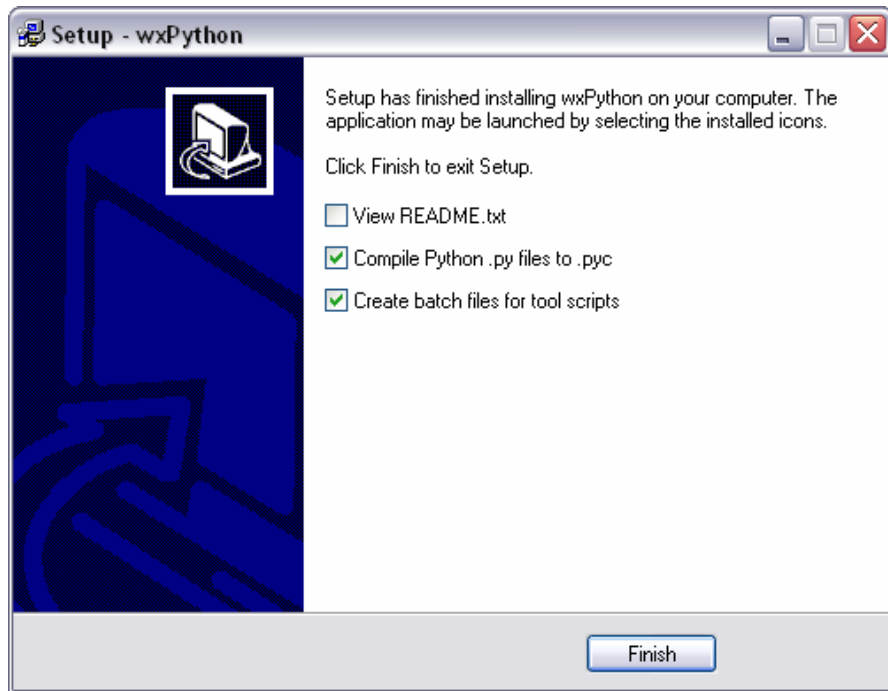 Setup - wxPython
Setup has finished installing wxPython on your computer. The
application may be launched by selecting the installed icons.
Click Finish to exit Setup.
View README.txt
Compile Python .py files to .pyc
Create batch files for tool scripts
Finish